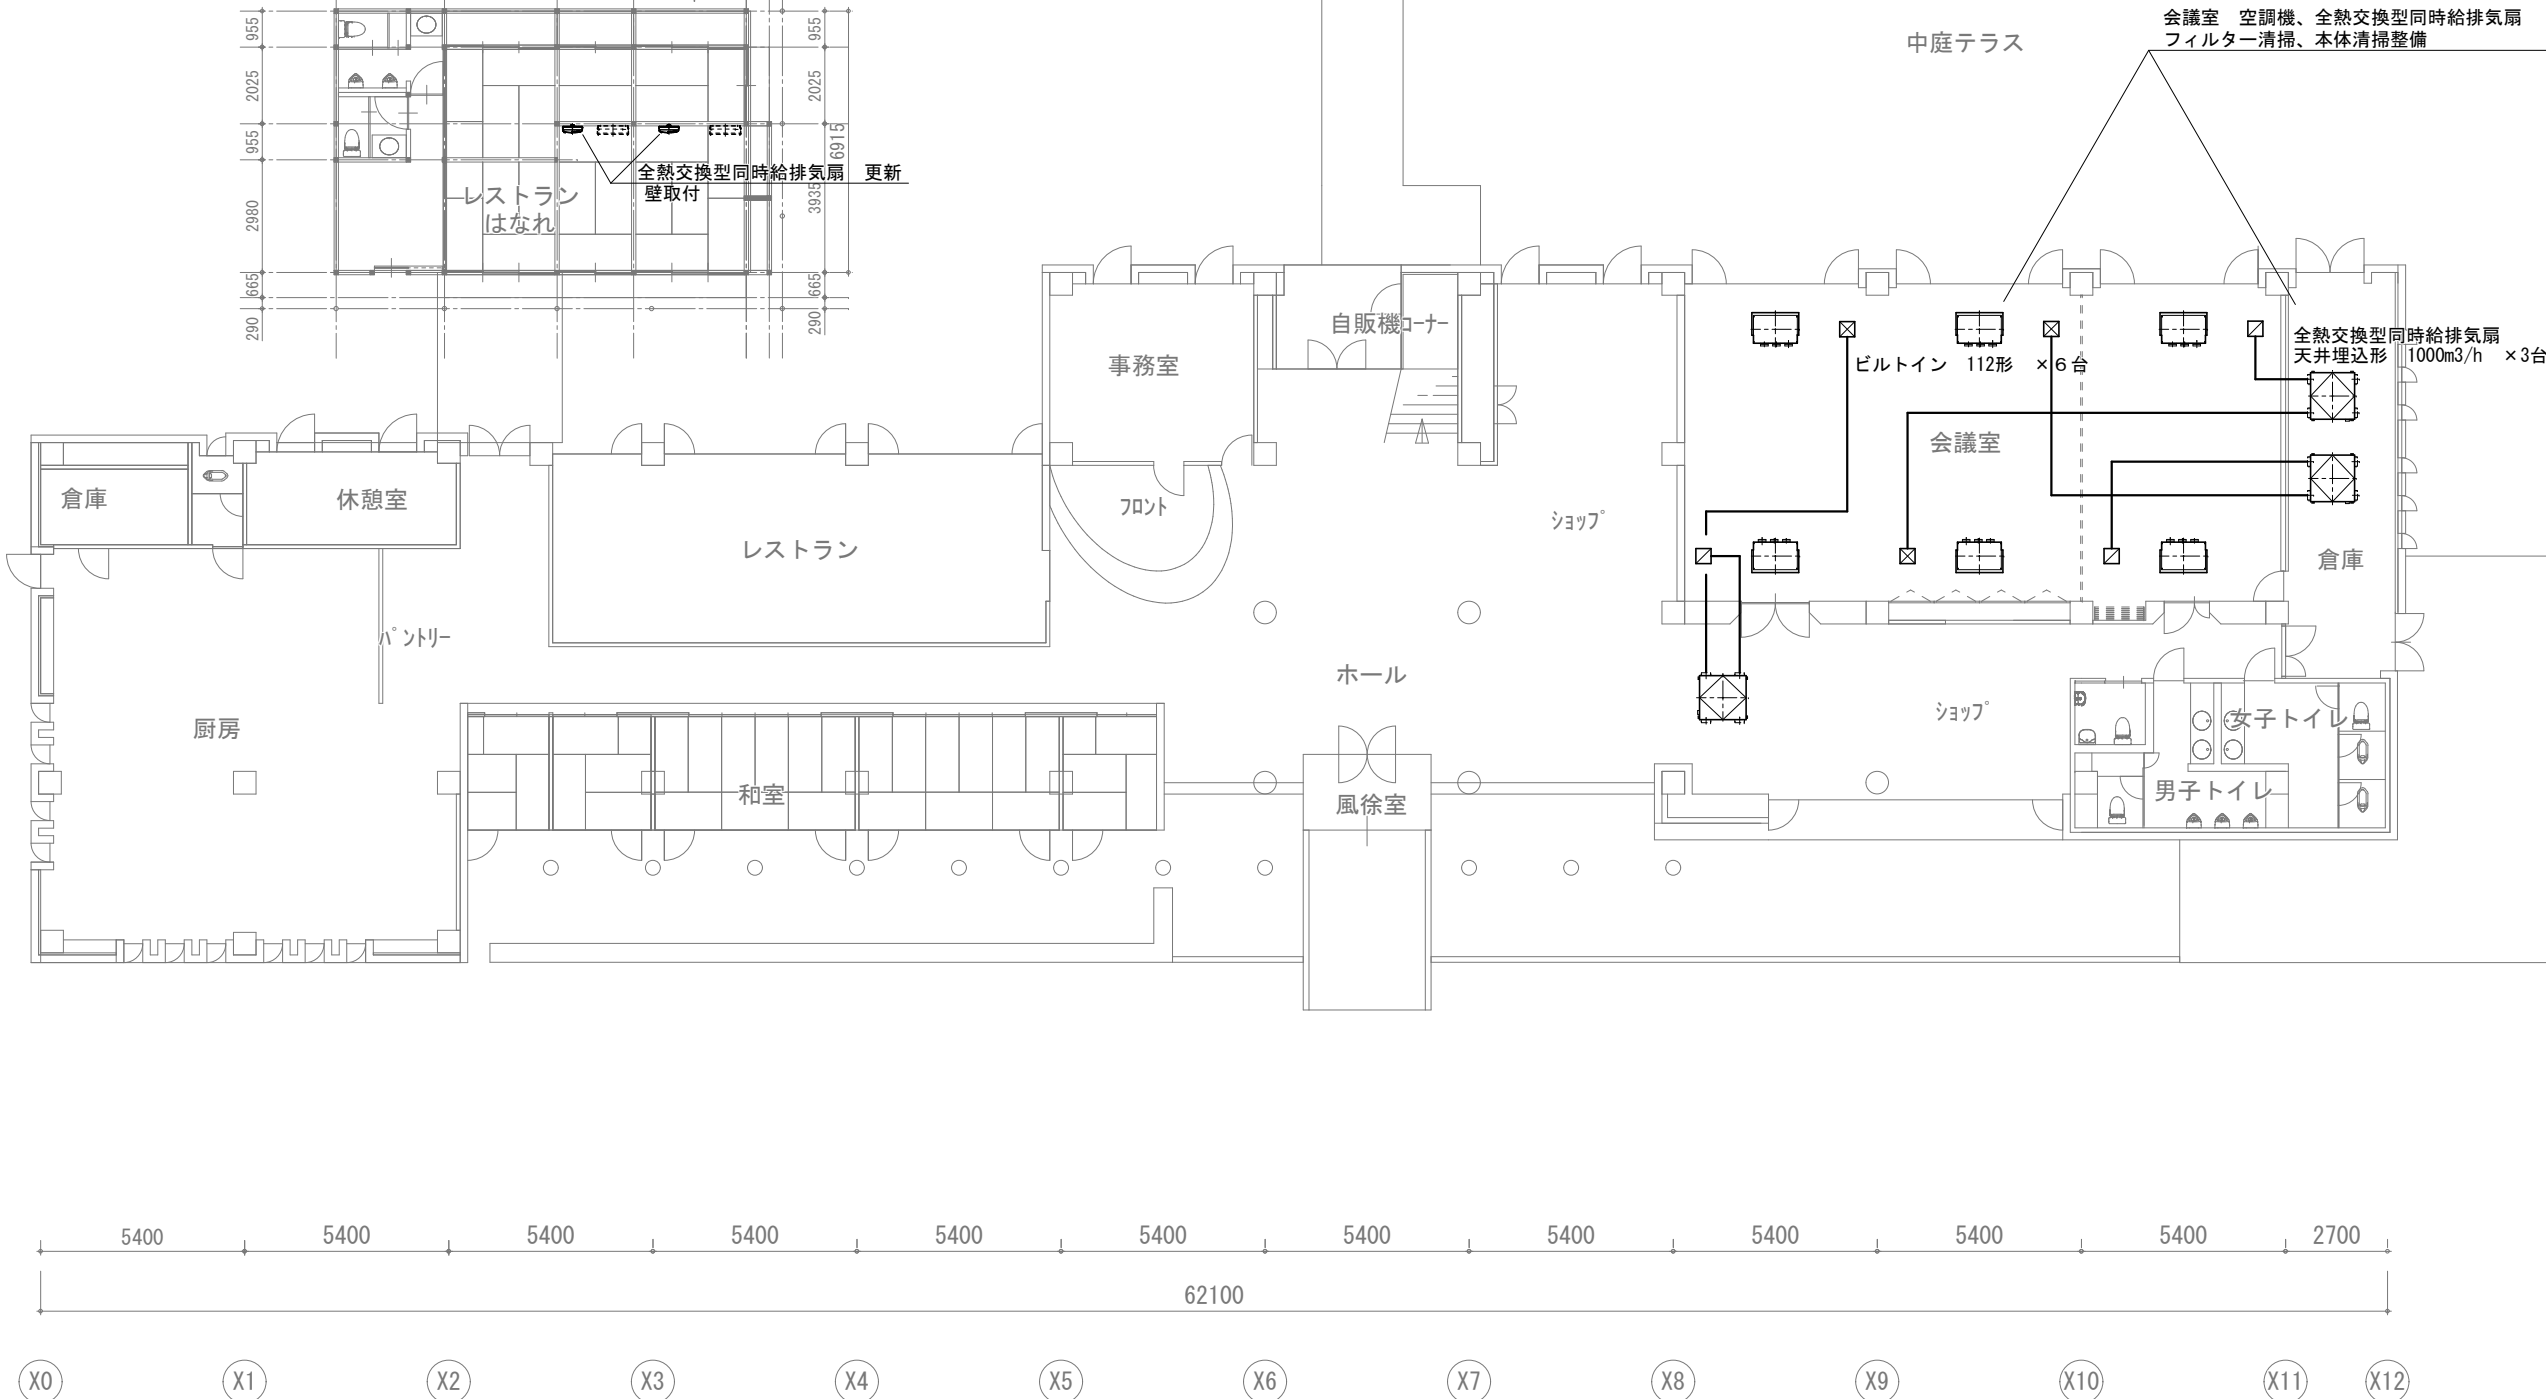 会議室　空調機、全熱交換型同時給排気扇
フィルター清掃、本体清掃整備
中庭テラス
955
2025
955
2980
665
290
955
2025
6915
3935
665
290
全熱交換型同時給排気扇　更新
壁取付
レストラン
はなれ
自販機コーナー
事務室
全熱交換型同時給排気扇
天井埋込形　1000m3/h　×3台
ビルトイン　112形　×６台
会議室
倉庫
休憩室
フロント
ショップ
レストラン
倉庫
パントリー
ホール
厨房
ショップ
女子トイレ
和室
風徐室
男子トイレ
5400
5400
5400
5400
5400
5400
5400
5400
5400
5400
5400
2700
62100
X0
X1
X2
X3
X4
X5
X6
X7
X8
X9
X10
X11
X12